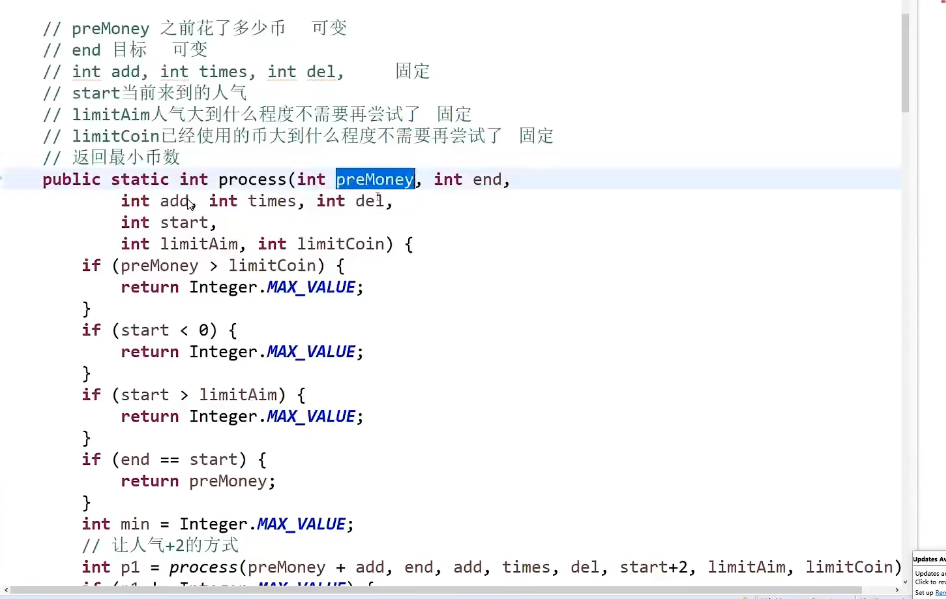 // preMoney 之前花了多少币 可变
// end 目标 可变
// int add, int times, int del, 固定
// start当前来到的人气
// limitAim人气大到什么程度不需要再尝试了 固定
// limitCoin已经使用的币大到什么程度不需要再尝试了 固定
// 返回最小币数
public static int process(int preMoney, int end,
int add, int times, int del,
int start,
int limitAim, int limitCoin) {
if (preMoney > limitCoin) {
return Integer.MAX_VALUE;
}
if (start < 0) {
return Integer.MAX_VALUE;
}
if (start > limitAim) {
return Integer.MAX_VALUE;
}
if (end == start) {
return preMoney;
}
int min = Integer.MAX_VALUE;
// 让人气+2的方式
int p1 = process(preMoney + add, end, add, times, del, start+2, limitAim, limitCoin)
Updates Av
Updates ar
Click to re
Set up Rem